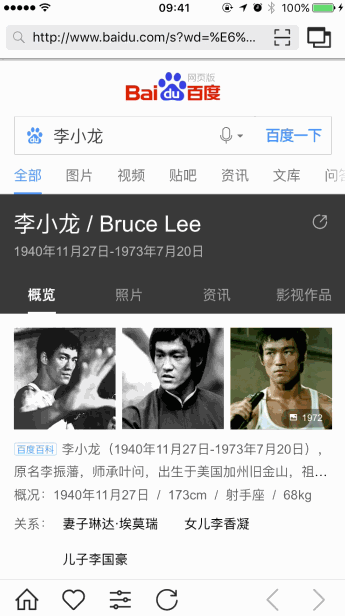 09:41
100%
http://www.baidu.com/s?wd=%E6%...
网页版
Bai du 百度
李小龙
百度一下
全部 图片 视频 贴吧 资讯 文库 问答
李小龙 / Bruce Lee
1940年11月27日-1973年7月20日
概览 照片 资讯 影视作品
1972
百度百科 李小龙（1940年11月27日-1973年7月20日），
原名李振藩，师承叶问，出生于美国加州旧金山，祖...
概况：1940年11月27日 / 173cm / 射手座 / 68kg
关系： 妻子琳达·埃莫瑞 女儿李香凝
儿子李国豪